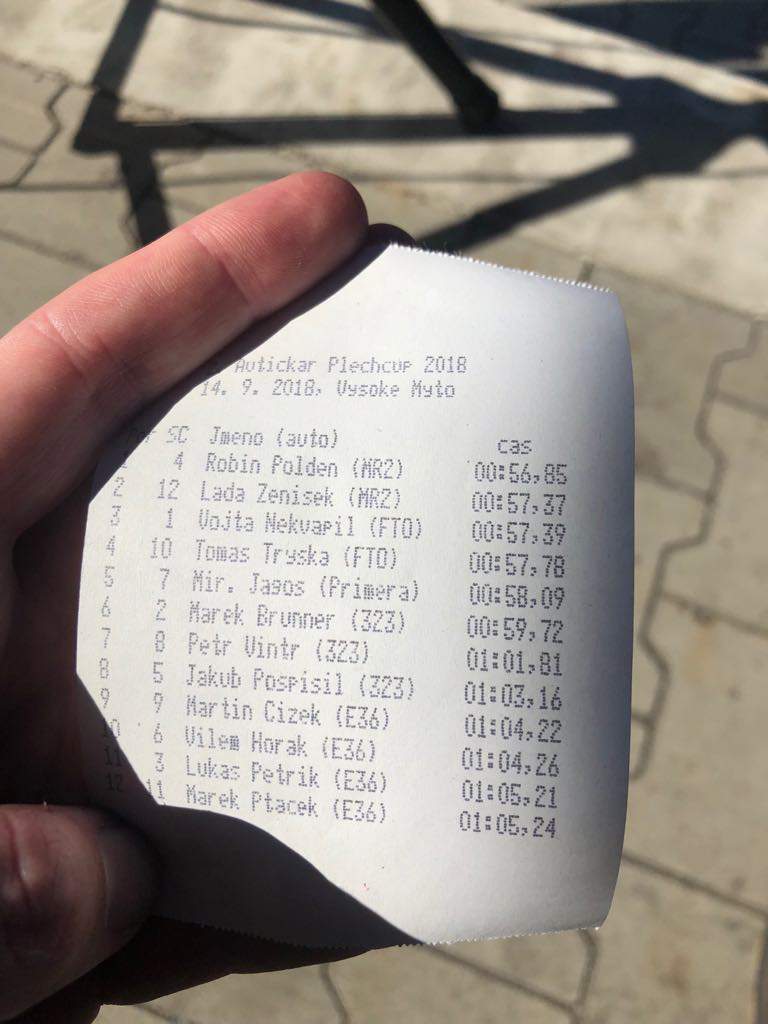 Autickar Plechcup 2018
14. 9. 2018, Vysoke Myto
SC Jmeno (auto) cas
4 Robin Polden (MR2) 00:56,85
2 12 Lada Zenisek (MR2) 00:57,37
3 1 Vojta Nekvapil (FTO) 00:57,39
4 10 Tomas Tryska (FTO) 00:57,78
5 7 Mir. Jagos (Primera) 00:58,09
6 2 Marek Brunner (323) 00:59,72
7 8 Petr Vintr (323) 01:01,81
8 5 Jakub Pospisil (323) 01:03,16
9 9 Martin Cizek (E36) 01:04,22
10 6 Vilem Horak (E36) 01:04,26
11 3 Lukas Petrik (E36) 01:05,21
12 11 Marek Ptacek (E36) 01:05,24